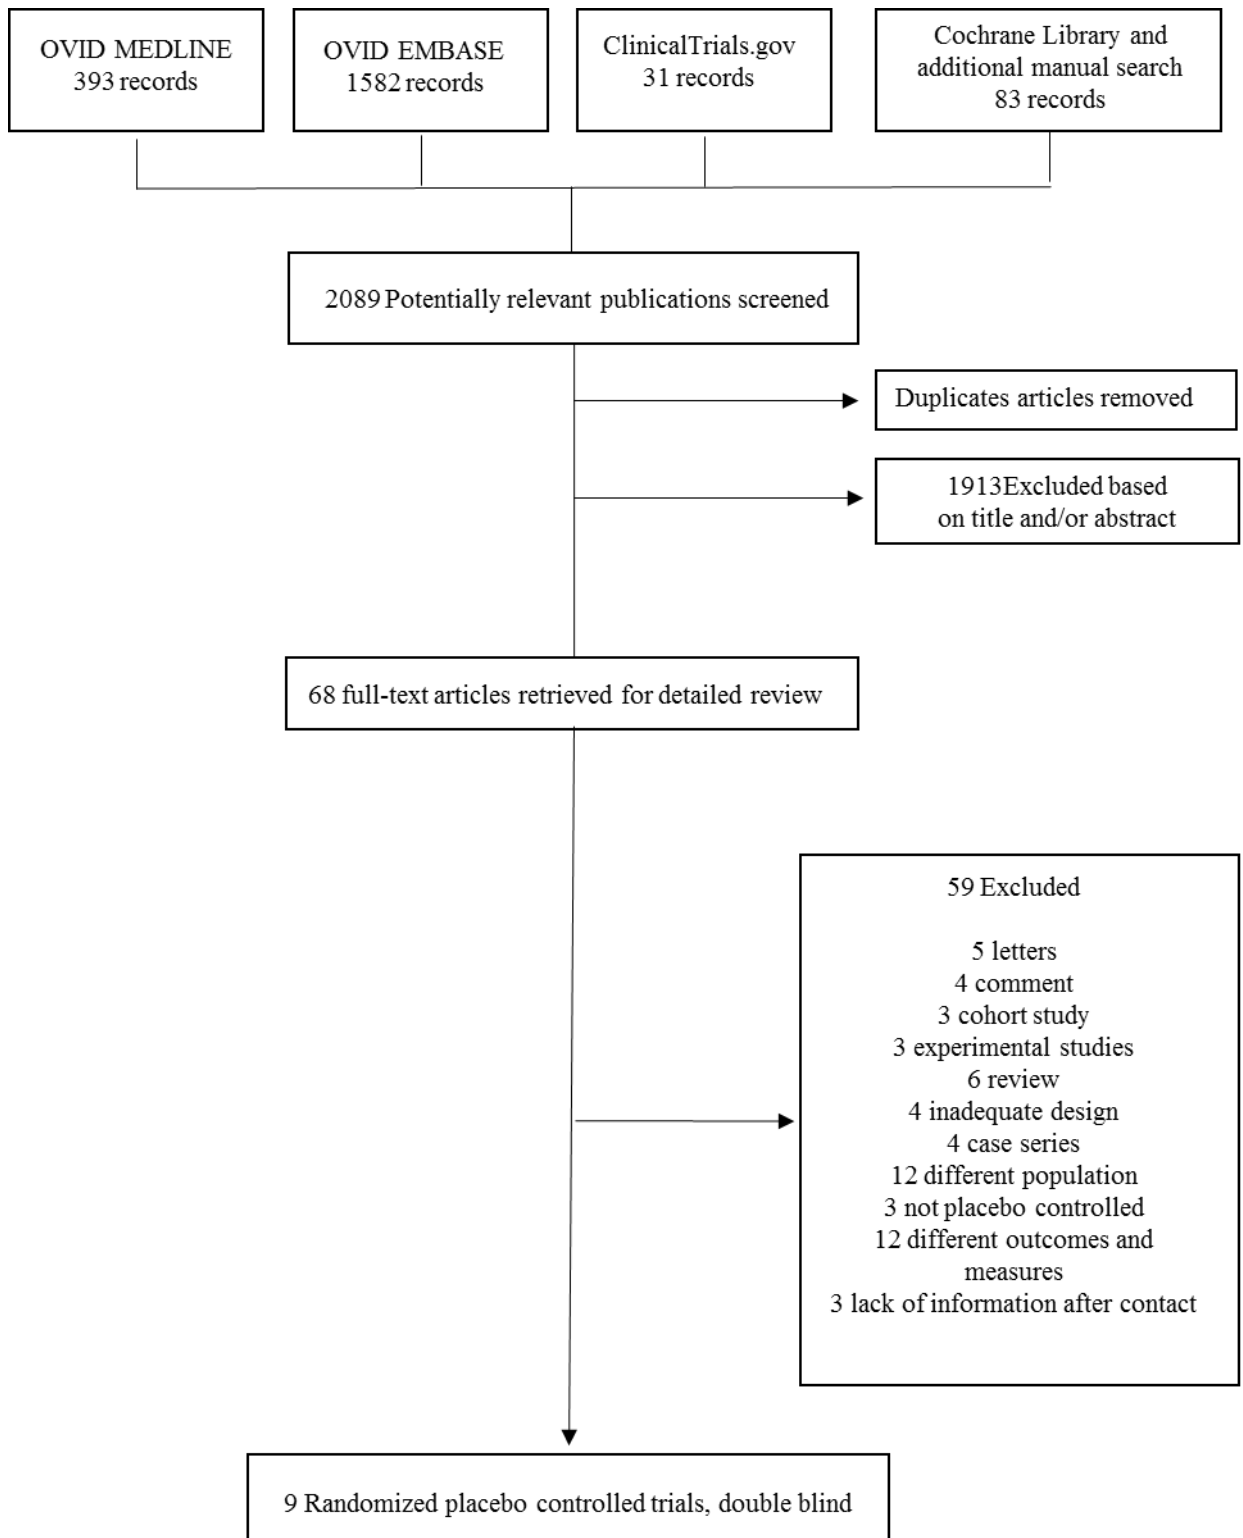 OVID MEDLINE
393 records
OVID EMBASE
1582 records
ClinicalTrials.gov
31 records
Cochrane Library and
additional manual search
83 records
2089 Potentially relevant publications screened
Duplicates articles removed
1913Excluded based
on title and/or abstract
68 full-text articles retrieved for detailed review
59 Excluded
5 letters
4 comment
3 cohort study
3 experimental studies
6 review
4 inadequate design
4 case series
12 different population
3 not placebo controlled
12 different outcomes and
measures
3 lack of information after contact
9 Randomized placebo controlled trials, double blind